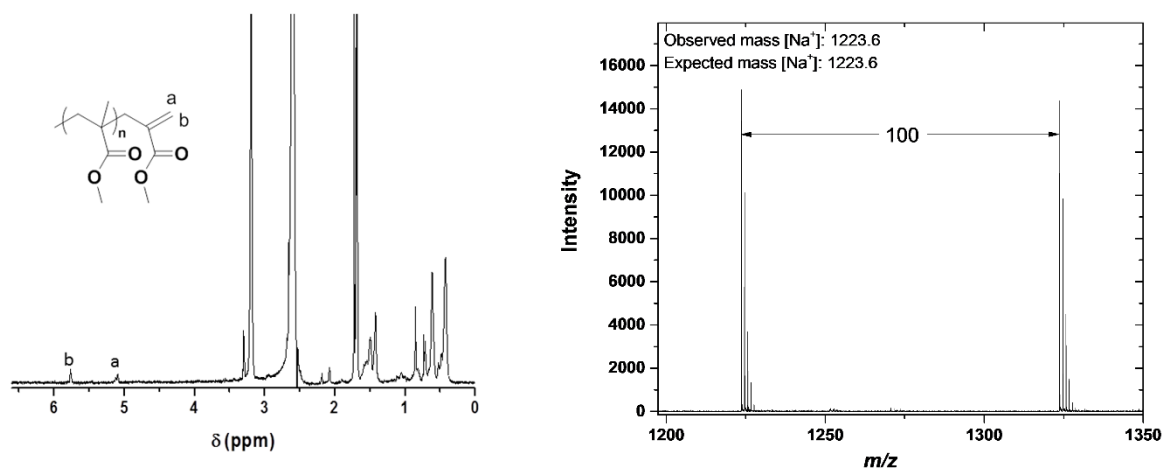 a
b
n
O
O
O
O
b
a
6
5
4
3
2
1
0
δ (ppm)
Observed mass [Na⁺]: 1223.6
Expected mass [Na⁺]: 1223.6
16000
14000
12000
10000
8000
6000
4000
2000
0
100
Intensity
1200
1250
1300
1350
m/z